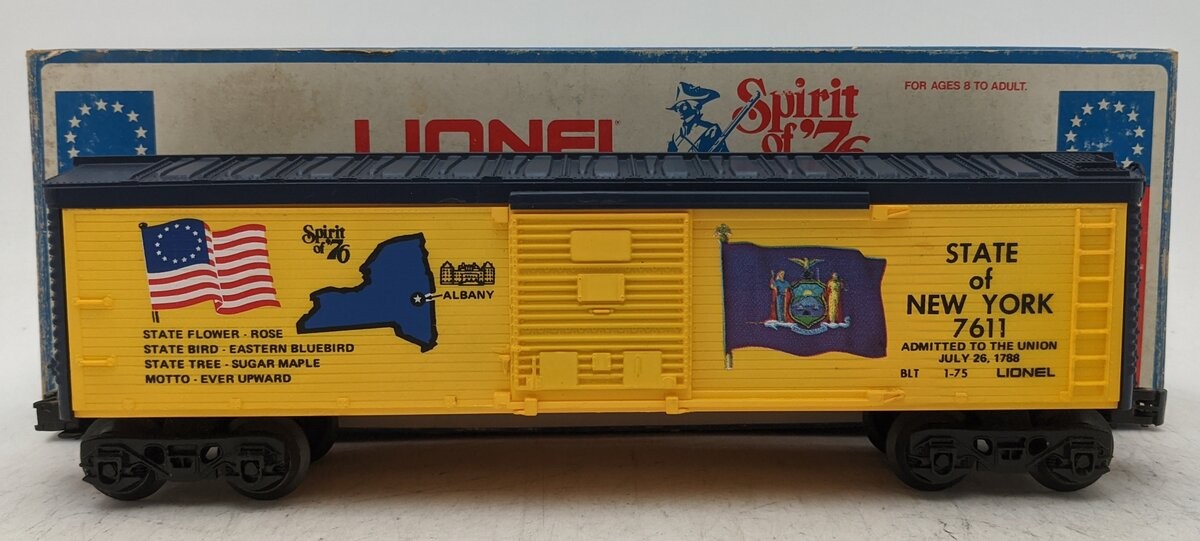 LIONEL
Spirit
of '76
FOR AGES 8 TO ADULT.
Spirit
of '76
ALBANY
STATE FLOWER - ROSE
STATE BIRD - EASTERN BLUEBIRD
STATE TREE - SUGAR MAPLE
MOTTO - EVER UPWARD
STATE
of
NEW YORK
7611
ADMITTED TO THE UNION
JULY 26, 1788
BLT 1-75 LIONEL